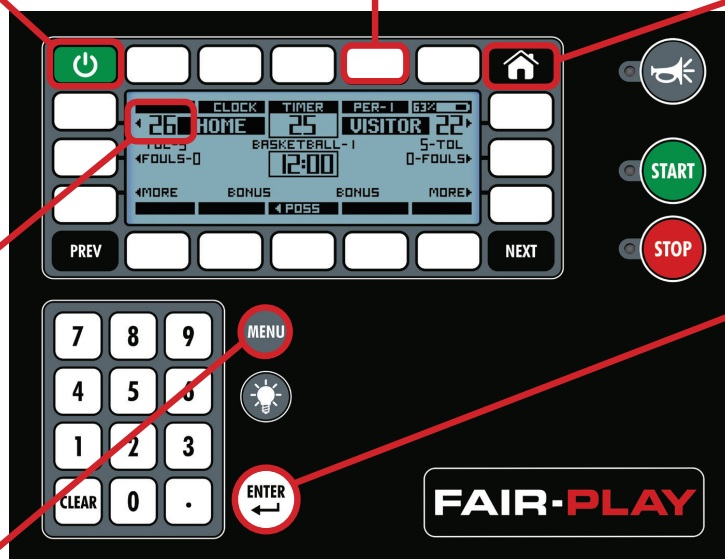 CLOCK TIMER PER-1 63%
26 HOME 25 VISITOR 22
BASKETBALL-1 5-TOL
FOULS-0 12:00 0-FOULS
MORE BONUS BONUS MORE
POSS
PREV NEXT
START
STOP
7 8 9 MENU
4 5 6
1 2 3
CLEAR 0 . ENTER
FAIR-PLAY